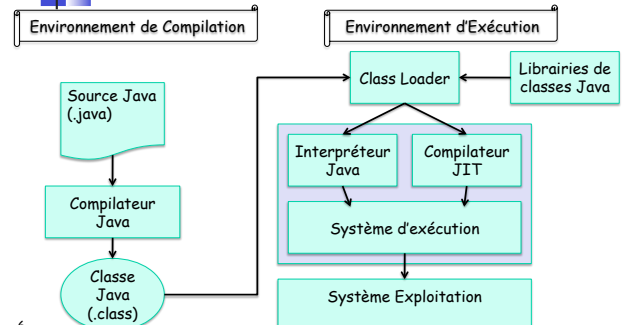 Environnement de Compilation
Environnement d'Exécution
Source Java
(.java)
Compilateur
Java
Classe
Java
(.class)
Class Loader
Librairies de
classes Java
Interpréteur
Java
Compilateur
JIT
Système d'exécution
Système Exploitation